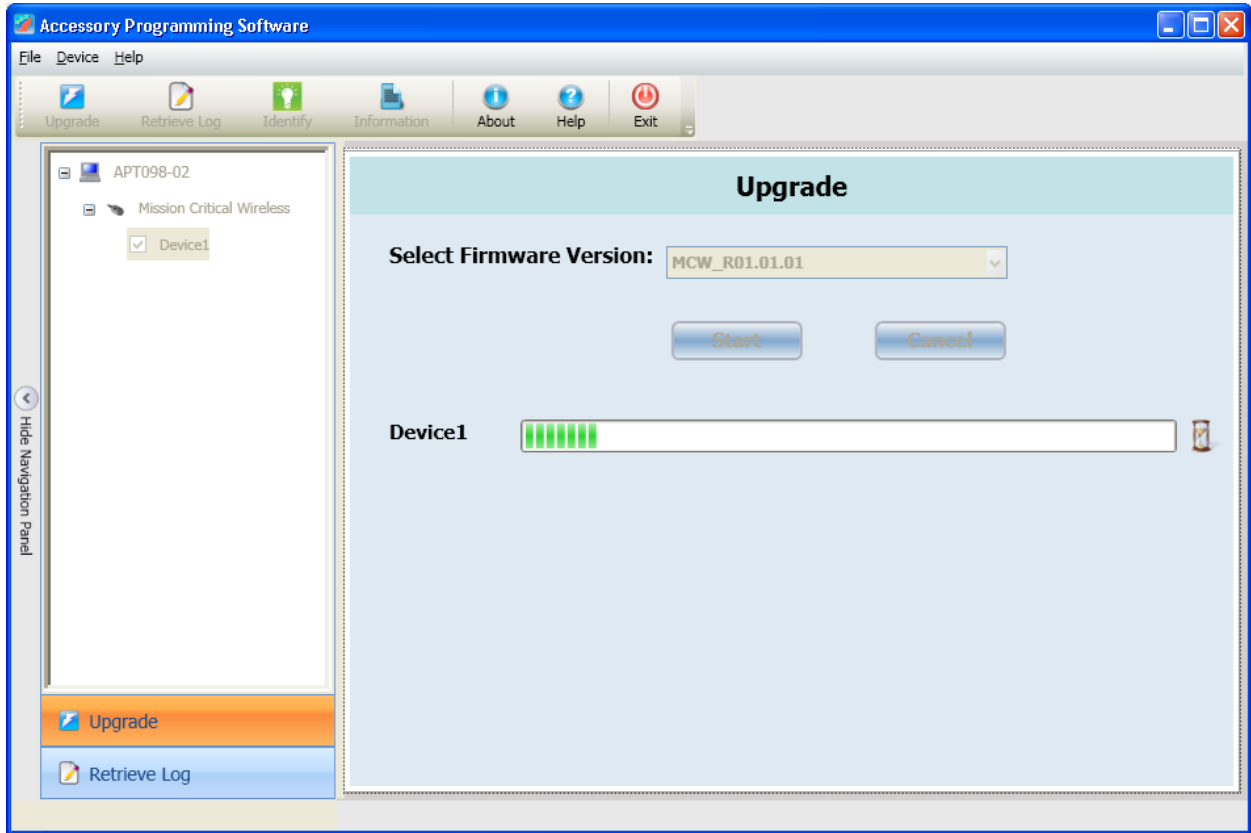 Accessory Programming Software
File Device Help
Upgrade Retrieve Log Identify Information About Help Exit
APT098-02
Mission Critical Wireless
Device1
Upgrade
Retrieve Log
Hide Navigation Panel
Upgrade
Select Firmware Version: MCW_R01.01.01
Start Cancel
Device1